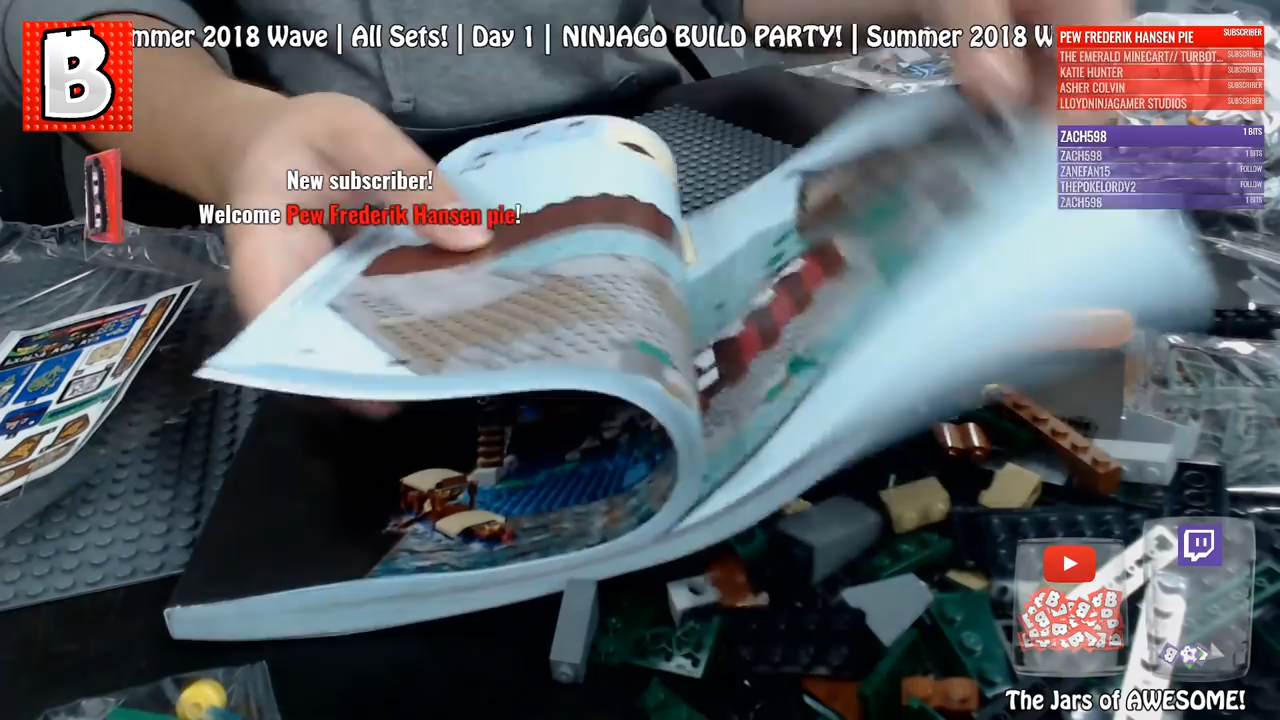 mmer 2018 Wave | All Sets! | Day 1 | NINJAGO BUILD PARTY! | Summer 2018 W
B
PEW FREDERIK HANSEN PIE SUBSCRIBER
THE EMERALD MINECART// TURBOT... SUBSCRIBER
KATIE HUNTER SUBSCRIBER
ASHER COLVIN SUBSCRIBER
LLOYDNINJAGAMER STUDIOS SUBSCRIBER
ZACH598 1 BITS
ZACH598 1 BITS
ZANEFAN15 FOLLOW
THEPOKELORDV2 FOLLOW
ZACH598 1 BITS
New subscriber!
Welcome Pew Frederik Hansen pie!
The Jars of AWESOME!